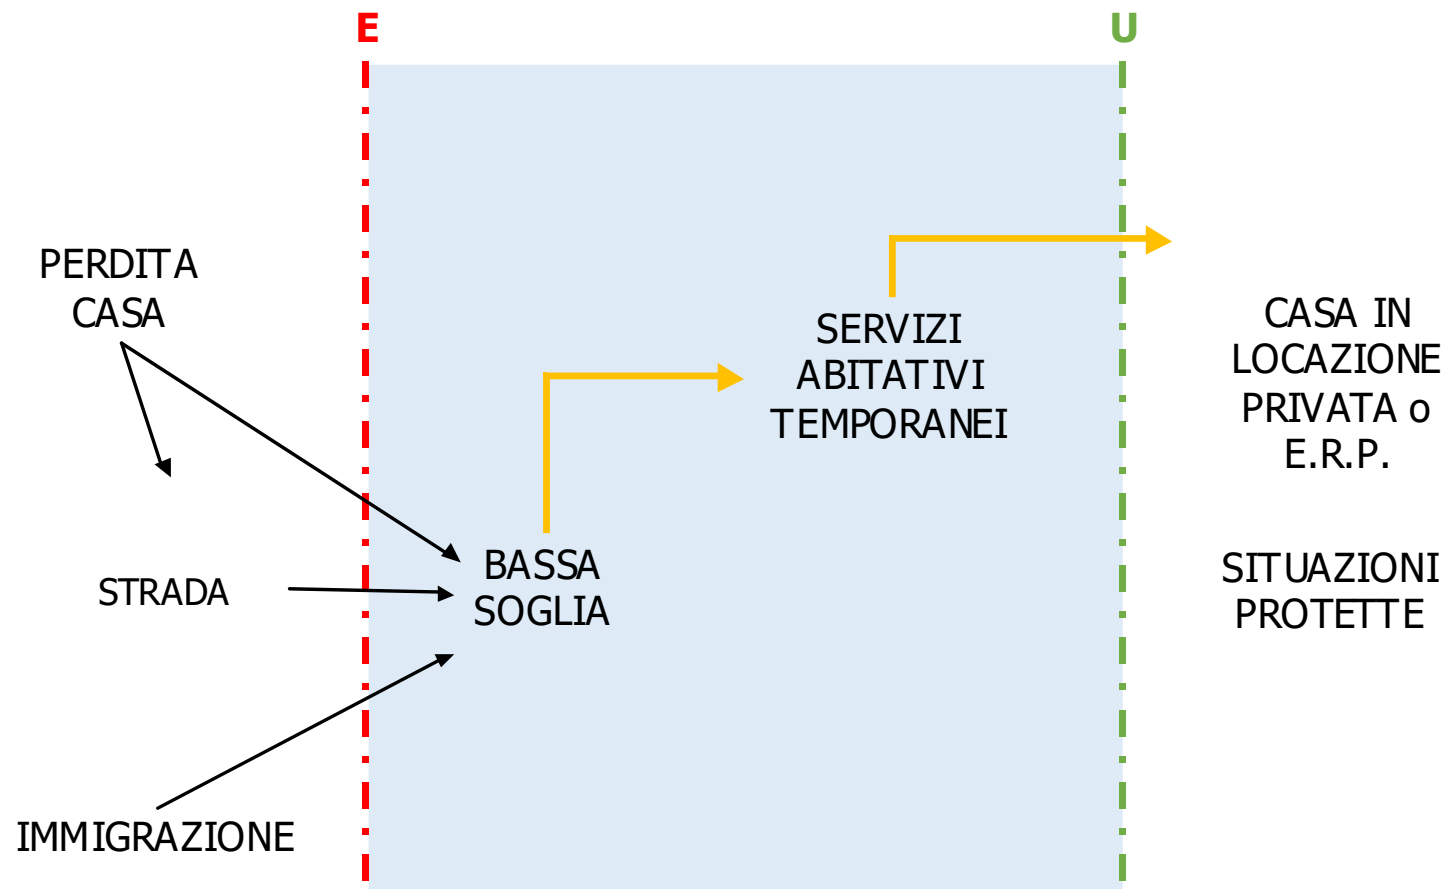 E
U
PERDITA
CASA
STRADA
IMMIGRAZIONE
BASSA
SOGLIA
SERVIZI
ABITATIVI
TEMPORANEI
CASA IN
LOCAZIONE
PRIVATA o
E.R.P.
SITUAZIONI
PROTETTE